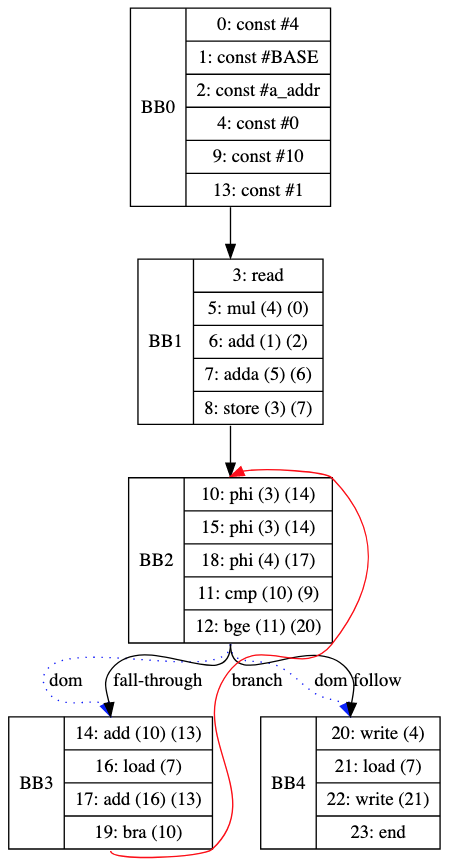 BB0
0: const #4
1: const #BASE
2: const #a_addr
4: const #0
9: const #10
13: const #1
BB1
3: read
5: mul (4) (0)
6: add (1) (2)
7: adda (5) (6)
8: store (3) (7)
BB2
10: phi (3) (14)
15: phi (3) (14)
18: phi (4) (17)
11: cmp (10) (9)
12: bge (11) (20)
dom fall-through branch dom follow
BB3
14: add (10) (13)
16: load (7)
17: add (16) (13)
19: bra (10)
BB4
20: write (4)
21: load (7)
22: write (21)
23: end